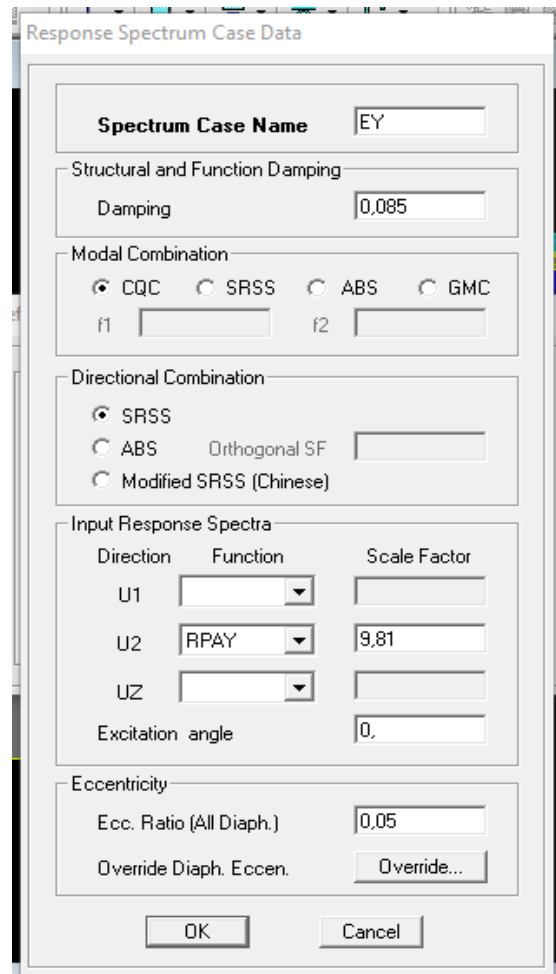 Response Spectrum Case Data
Spectrum Case Name EY
Structural and Function Damping
Damping 0,085
Modal Combination
CQC SRSS ABS GMC
f1 f2
Directional Combination
SRSS
ABS Orthogonal SF
Modified SRSS (Chinese)
Input Response Spectra
Direction Function Scale Factor
U1
U2 RPAY 9,81
UZ
Excitation angle 0,
Eccentricity
Ecc. Ratio (All Diaph.) 0,05
Override Diaph. Eccen. Override...
OK Cancel